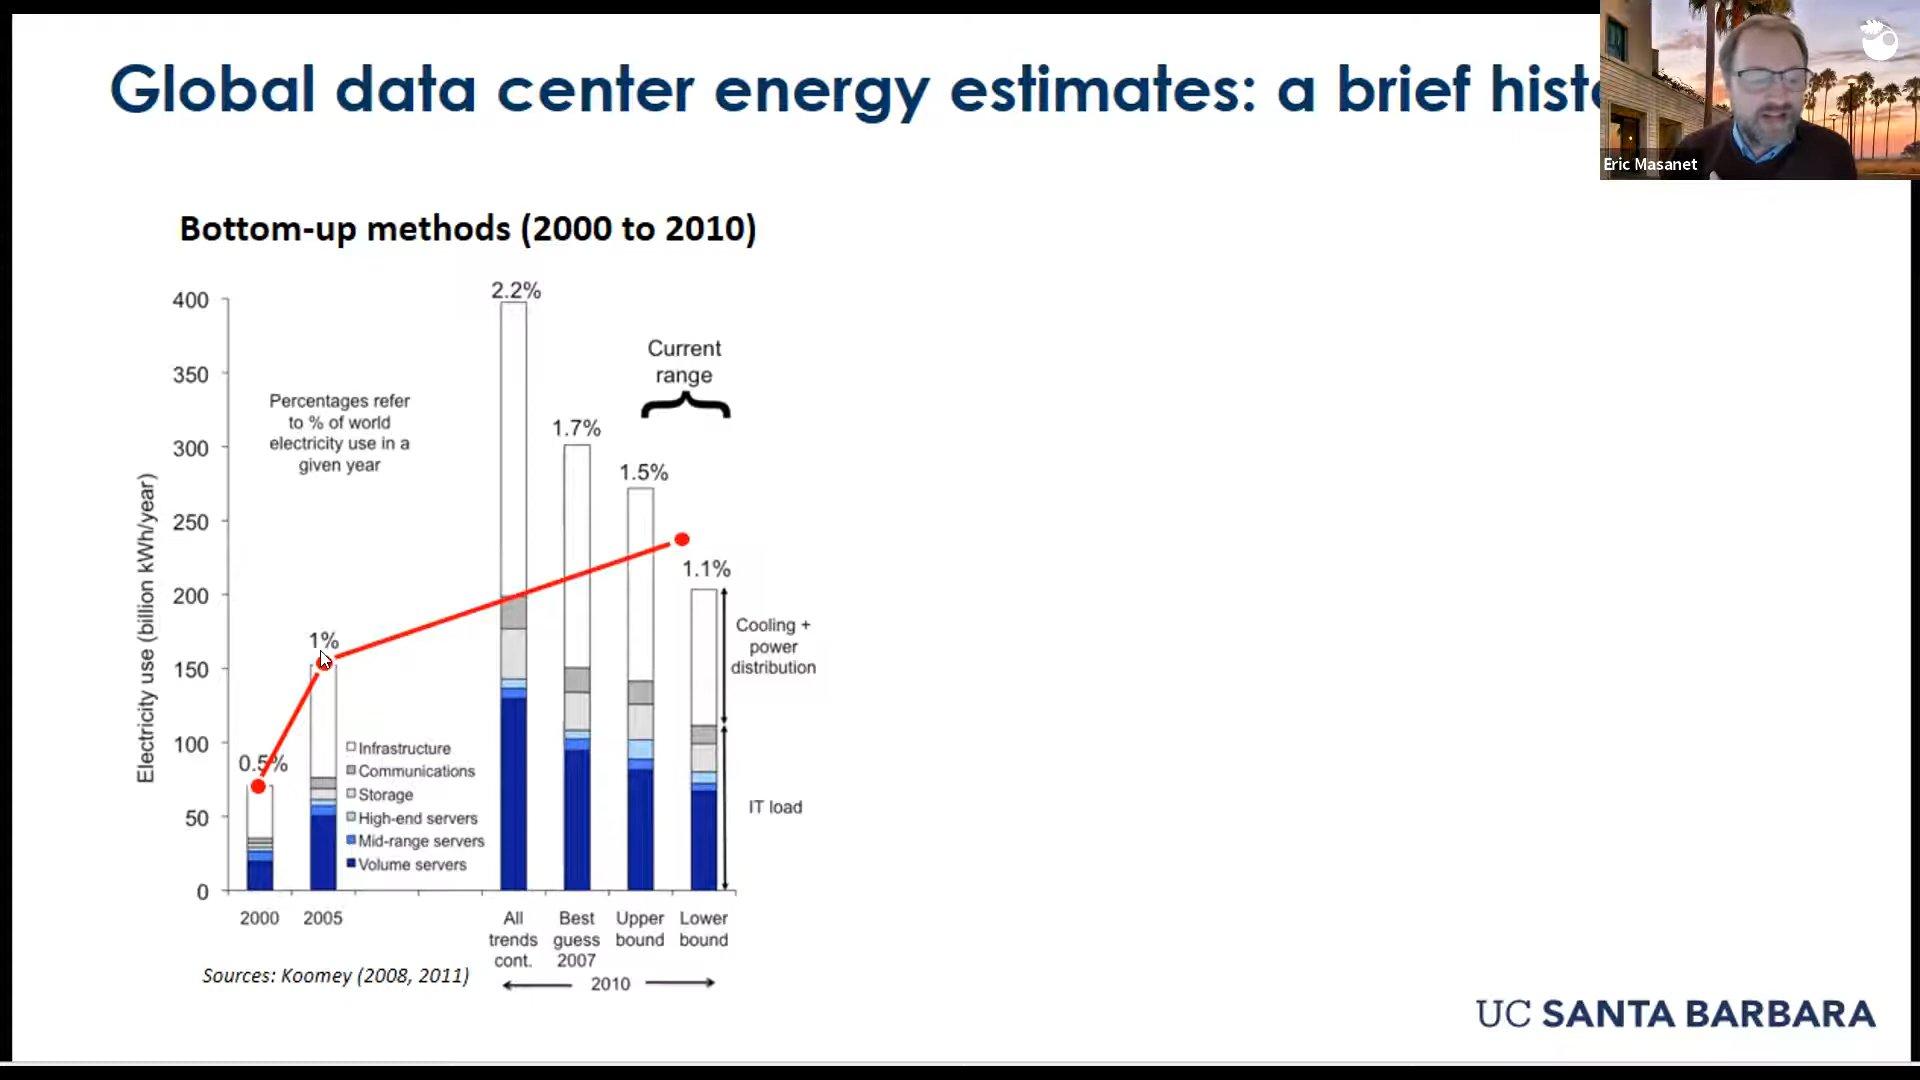 Global data center energy estimates: a brief hist
Eric Masanet
Bottom-up methods (2000 to 2010)
Electricity use (billion kWh/year)
400
350
300
250
200
150
100
50
0
Percentages refer
to % of world
electricity use in a
given year
0.5%
1%
2.2%
1.7%
1.5%
1.1%
Current
range
Cooling +
power
distribution
IT load
Infrastructure
Communications
Storage
High-end servers
Mid-range servers
Volume servers
2000
2005
All
trends
cont.
Best
guess
2007
Upper
bound
Lower
bound
2010
Sources: Koomey (2008, 2011)
UC SANTA BARBARA